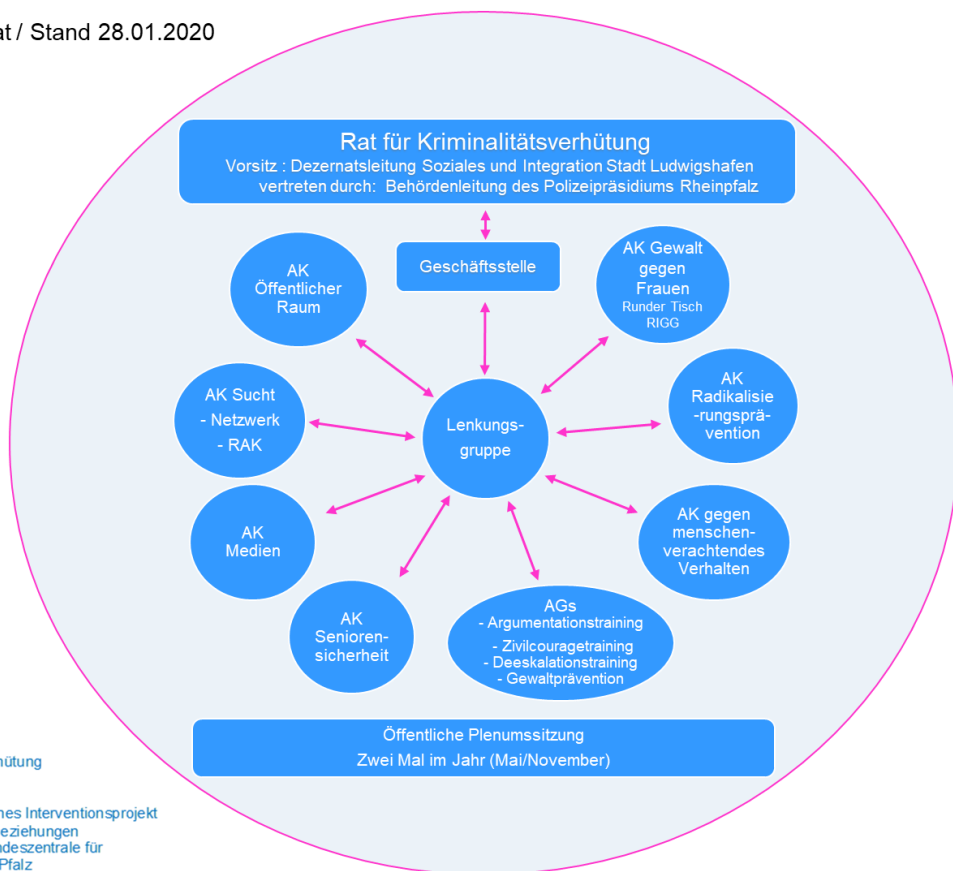 at / Stand 28.01.2020
Rat für Kriminalitätsverhütung
Vorsitz : Dezernatsleitung Soziales und Integration Stadt Ludwigshafen
vertreten durch: Behördenleitung des Polizeipräsidiums Rheinpfalz
Geschäftsstelle
AK
Öffentlicher
Raum
AK Gewalt
gegen
Frauen
Runder Tisch
RIGG
AK Sucht
- Netzwerk
- RAK
Lenkungs-
gruppe
AK
Radikalisie
-rungsprä-
vention
AK
Medien
AK gegen
menschen-
verachtendes
Verhalten
AK
Senioren-
sicherheit
AGs
- Argumentationstraining
- Zivilcouragetraining
- Deeskalationstraining
- Gewaltprävention
Öffentliche Plenumssitzung
Zwei Mal im Jahr (Mai/November)
hütung
nes Interventionsprojekt
eziehungen
ndeszentrale für
Pfalz